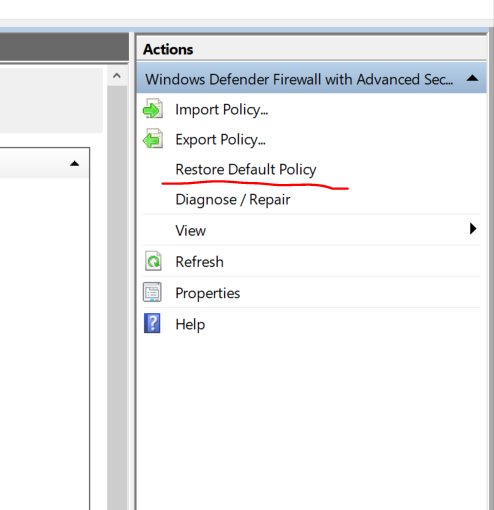 Actions
Windows Defender Firewall with Advanced Sec...
Import Policy...
Export Policy...
Restore Default Policy
Diagnose / Repair
View
Refresh
Properties
Help